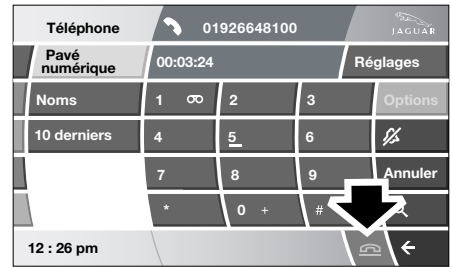 Téléphone 01926648100 JAGUAR
Pavé numérique 00:03:24 Réglages
Noms 1 2 3 Options
10 derniers 4 5 6
7 8 9 Annuler
* 0 + #
12 : 26 pm